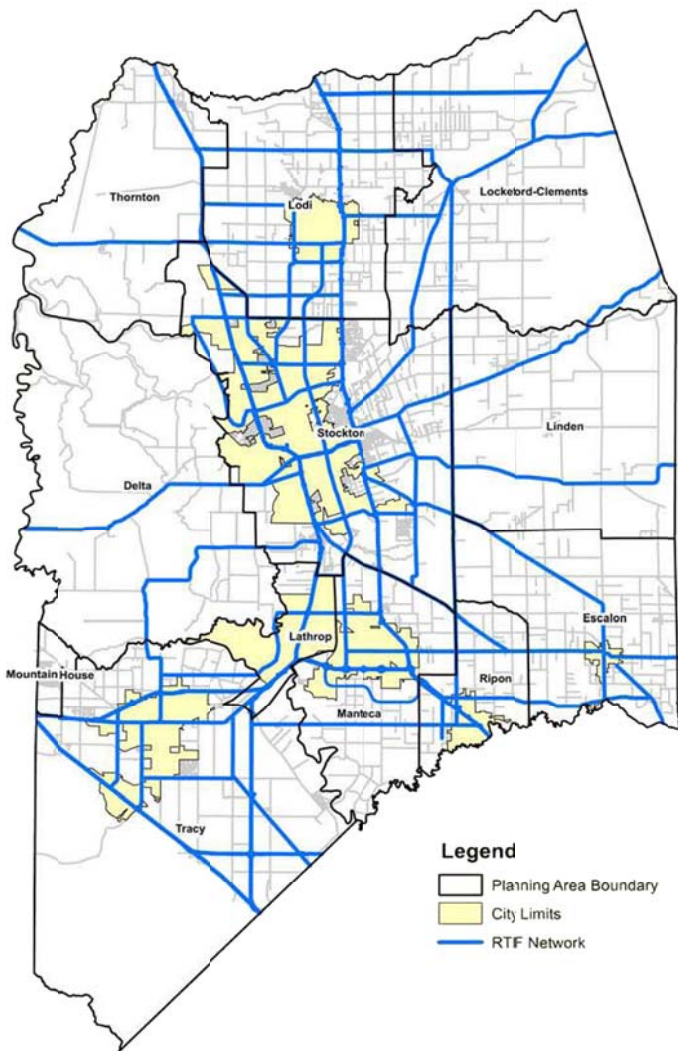 Thornton
Lockeford-Clements
Lodi
Stockton
Linden
Delta
Escalon
Lathrop
Mountain House
Ripon
Manteca
Tracy
Legend
Planning Area Boundary
City Limits
RTIF Network